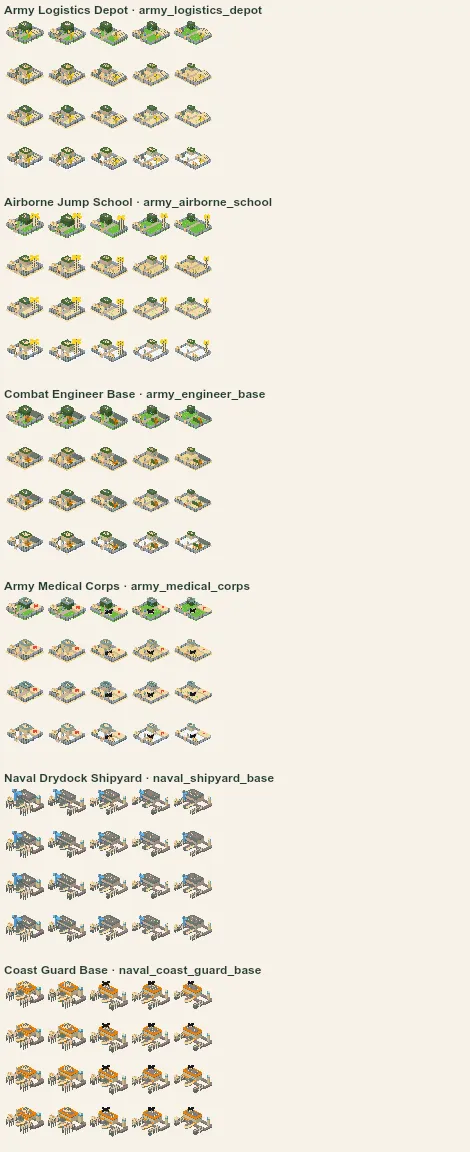 Army Logistics Depot · army_logistics_depot
Airborne Jump School · army_airborne_school
Combat Engineer Base · army_engineer_base
Army Medical Corps · army_medical_corps
Naval Drydock Shipyard · naval_shipyard_base
Coast Guard Base · naval_coast_guard_base